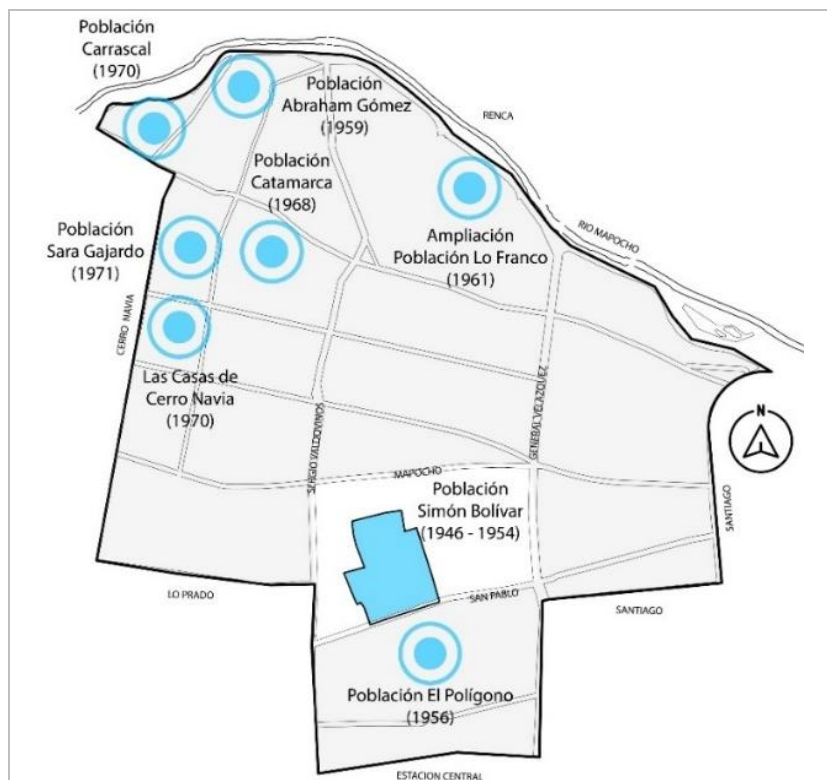 Población
Carrascal
(1970)
Población
Abraham Gómez
(1959)
RENCA
Población
Catamarca
(1968)
Población
Sara Gajardo
(1971)
Ampliación
Población Lo Franco
(1961)
RIO MAPOCHO
CERRO NAVIA
Las Casas de
Cerro Navia
(1970)
SERGIO VALDOVINOS
GENERAL VELAZQUEZ
N
MAPOCHO
Población
Simón Bolívar
(1946 - 1954)
SANTIAGO
LO PRADO
SAN PABLO
SANTIAGO
Población El Polígono
(1956)
ESTACION CENTRAL